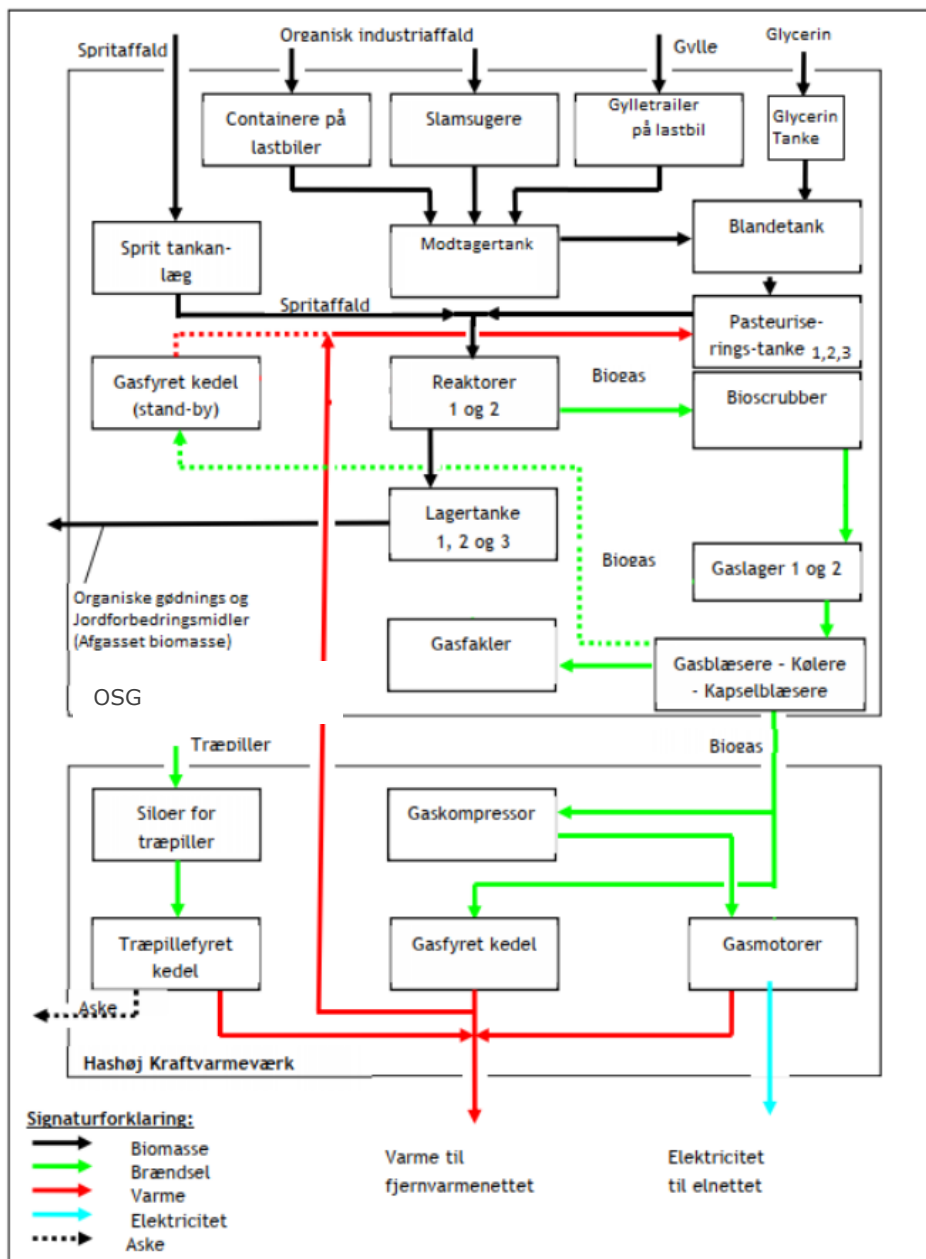 Spritaffald
Organisk industriaffald
Gylle
Glycerin
Containere på
lastbiler
Slamsugere
Gylletrailer
på lastbil
Glycerin
Tanke
Sprit tankan-
læg
Modtagertank
Blandetank
Spritaffald
Pasteurise-
rings-tanke 1,2,3
Gasfyret kedel
(stand-by)
Reaktorer
1 og 2
Biogas
Bioscrubber
Lagertanke
1, 2 og 3
Biogas
Gaslager 1 og 2
Organiske gødnings og
Jordforbedringsmidler
(Afgasset biomasse)
Gasfakler
Gasblæsere - Kølere
- Kapselblæsere
OSG
Træpiller
Biogas
Siloer for
træpiller
Gaskompressor
Træpillefyret
kedel
Gasfyret kedel
Gasmotorer
Aske
Hashøj Kraftvarmeværk
Signaturforklaring:
Biomasse
Brændsel
Varme
Elektricitet
Aske
Varme til
fjernvarmenettet
Elektricitet
til elnettet